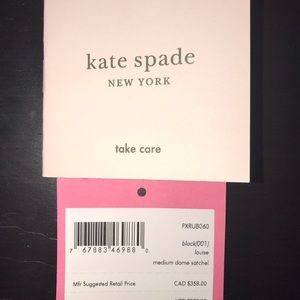 kate spade
NEW YORK
take care
PXRUB060
black(001)
louise
medium dome satchel
7 67883 46988 0
Mfr Suggested Retail Price
CAD $358.00